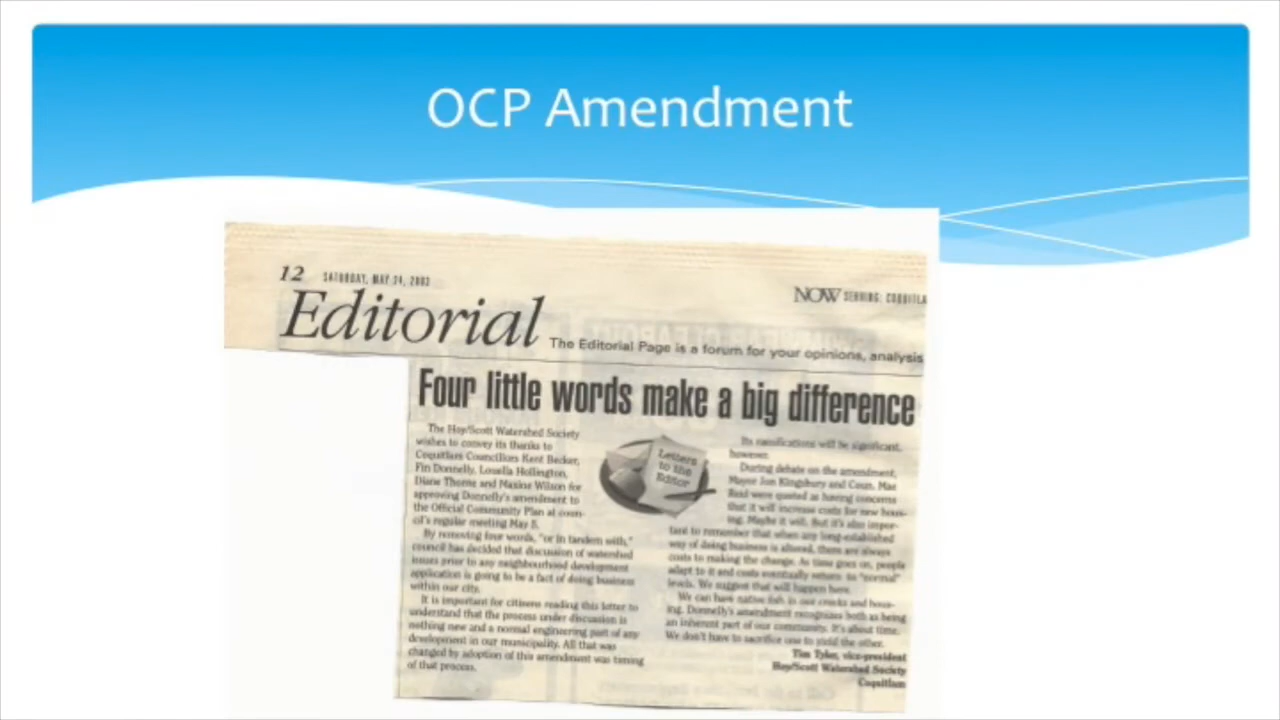 OCP Amendment
12 SATURDAY, MAY 24, 2003
NOW SERVING: COQUITLA
Editorial
The Editorial Page is a forum for your opinions, analysis
Four little words make a big difference
The Hoy/Scott Watershed Society
wishes to convey its thanks to
Coquitlam Councillors Kent Becker,
Fin Donnelly, Louella Hollington,
Diane Thorne and Maxine Wilson for
approving Donnelly's amendment to
the Official Community Plan at coun-
cil's regular meeting May 5.
By removing four words, "or in tandem with,"
council has decided that discussion of watershed
issues prior to any neighbourhood development
application is going to be a fact of doing business
within our city.
It is important for citizens reading this letter to
understand that the process under discussion is
nothing new and a normal engineering part of any
development in our municipality. All that was
changed by adoption of this amendment was timing
of that process.
Letters
to the
Editor
Its ramifications will be significant,
however.
During debate on the amendment,
Mayor Jon Kingsbury and Coun. Mae
Reid were quoted as having concerns
that it will increase costs for new hous-
ing. Maybe it will. But it's also impor-
tant to remember that when any long-established
way of doing business is altered, there are always
costs to making the change. As time goes on, people
adapt to it and costs eventually return to "normal"
levels. We suggest that will happen here.
We can have native fish in our creeks and hous-
ing. Donnelly's amendment recognizes both as being
an inherent part of our community. It's about time.
We don't have to sacrifice one to yield the other.
Tim Tyler, vice-president
Hoy/Scott Watershed Society
Coquitlam